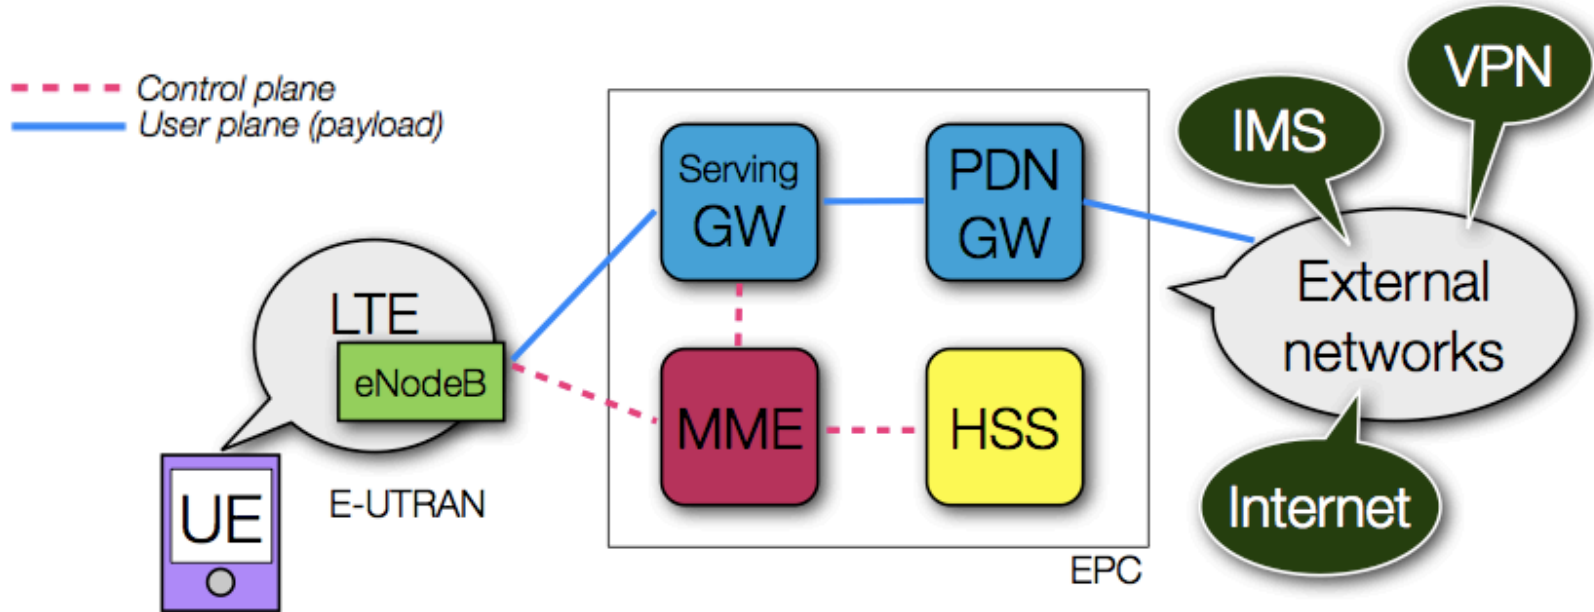 Control plane
User plane (payload)
VPN
IMS
Serving
GW
PDN
GW
External
networks
LTE
eNodeB
MME
HSS
UE
E-UTRAN
Internet
EPC